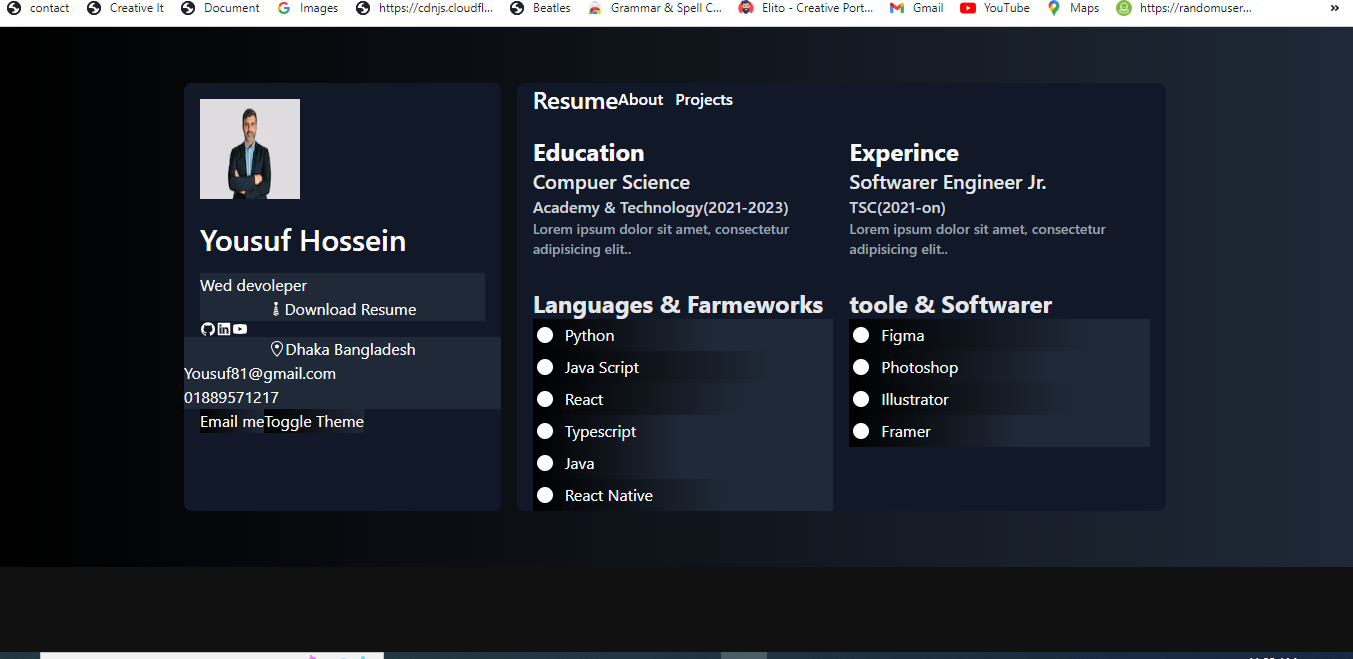 contact Creative It Document Images https://cdnjs.cloudfl... Beatles Grammar & Spell C... Elito - Creative Port... Gmail YouTube Maps https://randomuser... »
Resume About Projects
Education
Compuer Science
Academy & Technology(2021-2023)
Lorem ipsum dolor sit amet, consectetur
adipisicing elit..
Experince
Softwarer Engineer Jr.
TSC(2021-on)
Lorem ipsum dolor sit amet, consectetur
adipisicing elit..
Yousuf Hossein
Wed devoleper
Download Resume
Dhaka Bangladesh
Yousuf81@gmail.com
01889571217
Email me Toggle Theme
Languages & Farmeworks
Python
Java Script
React
Typescript
Java
React Native
toole & Softwarer
Figma
Photoshop
Illustrator
Framer